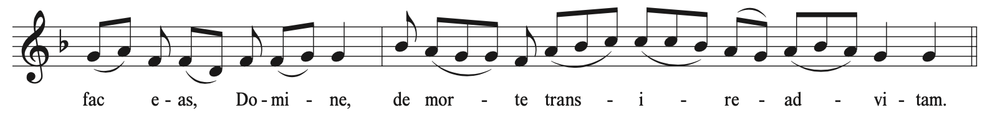 fac e - as, Do - mi - ne, de mor - te trans - i - re - ad - vi - tam.